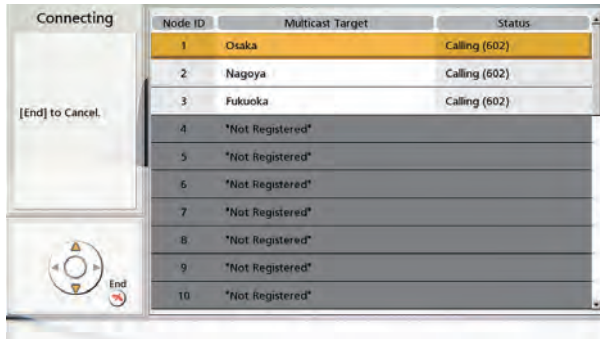 Connecting
[End] to Cancel.
End
Node ID Multicast Target Status
1 Osaka Calling (602)
2 Nagoya Calling (602)
3 Fukuoka Calling (602)
4 *Not Registered*
5 *Not Registered*
6 *Not Registered*
7 *Not Registered*
8 *Not Registered*
9 *Not Registered*
10 *Not Registered*